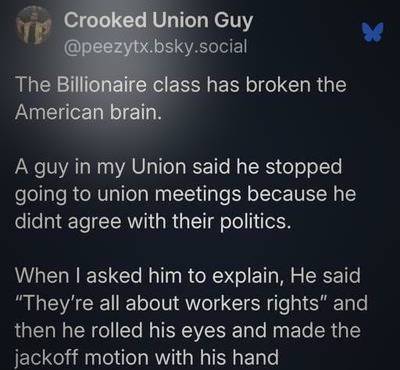 Crooked Union Guy
@peezytx.bsky.social
The Billionaire class has broken the
American brain.
A guy in my Union said he stopped
going to union meetings because he
didnt agree with their politics.
When I asked him to explain, He said
“They’re all about workers rights” and
then he rolled his eyes and made the
jackoff motion with his hand